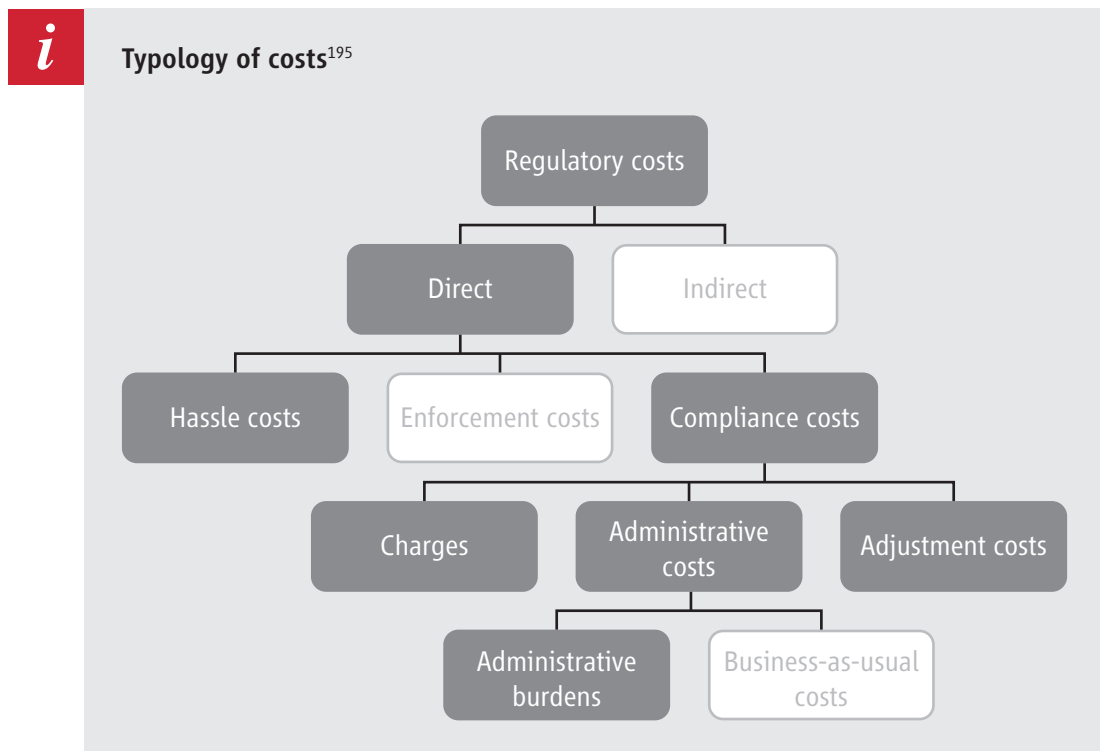 i
Typology of costs195
Regulatory costs
Direct
Indirect
Hassle costs
Enforcement costs
Compliance costs
Charges
Administrative
costs
Adjustment costs
Administrative
burdens
Business-as-usual
costs